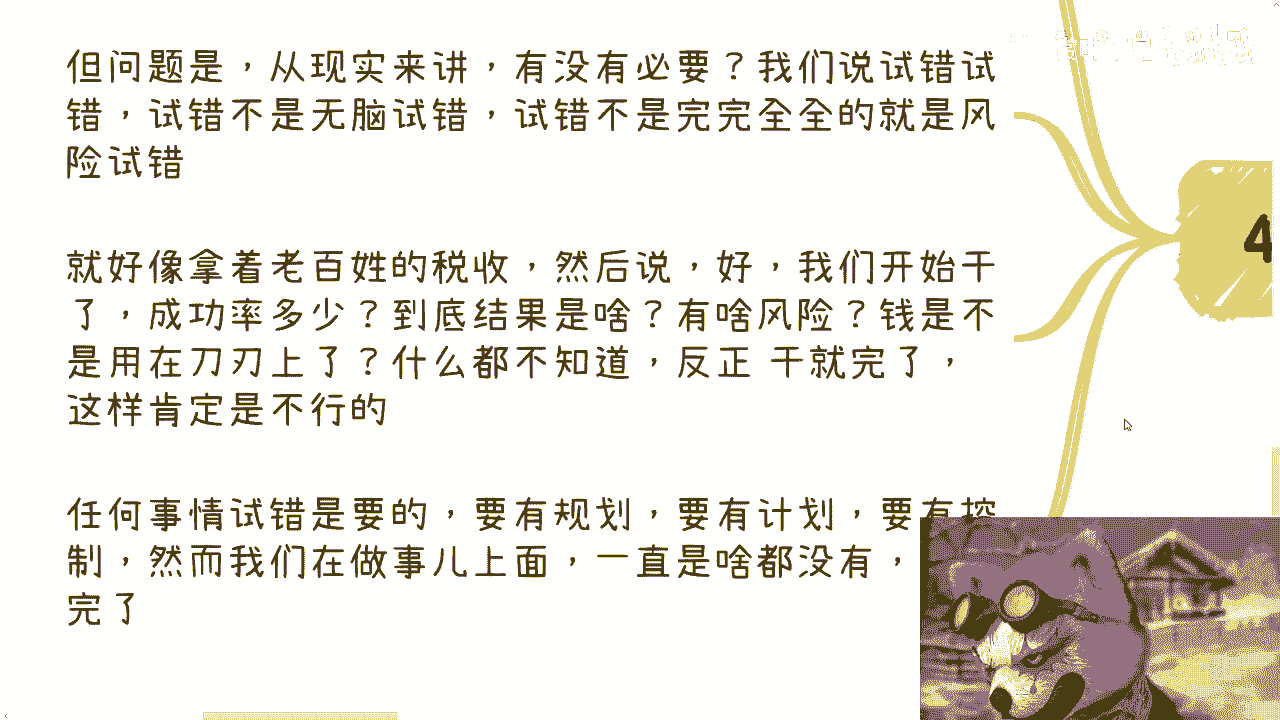 但问题是，从现实来讲，有没有必要？我们说试错试
错，试错不是无脑试错，试错不是完完全全的就是风
险试错
就好像拿着老百姓的税收，然后说，好，我们开始干
了，成功率多少？到底结果是啥？有啥风险？钱是不
是用在刀刃上了？什么都不知道，反正 干就完了，
这样肯定是不行的
任何事情试错是要的，要有规划，要有计划，要有控
制，然而我们在做事儿上面，一直是啥都没有，
完了
4